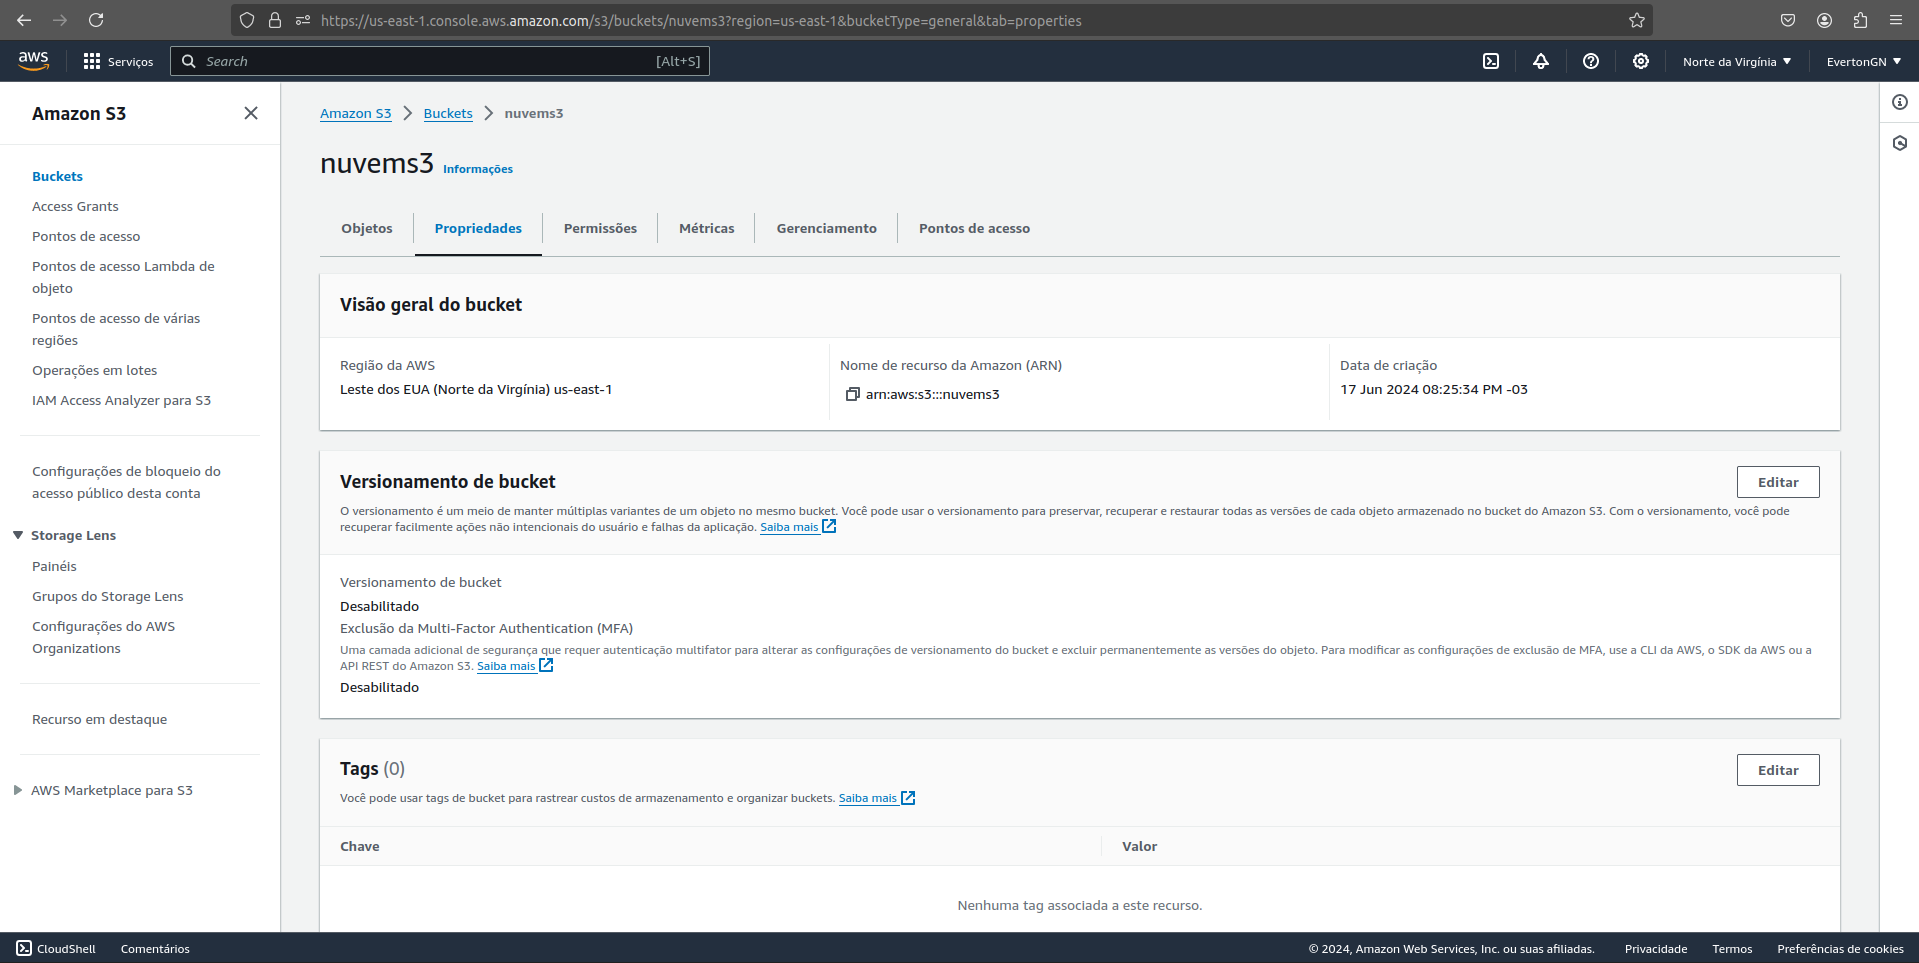 https://us-east-1.console.aws.amazon.com/s3/buckets/nuvems3?region=us-east-1&bucketType=general&tab=properties
aws Serviços Search [Alt+S] Norte da Virgínia EvertonGN
Amazon S3
Buckets
Access Grants
Pontos de acesso
Pontos de acesso Lambda de
objeto
Pontos de acesso de várias
regiões
Operações em lotes
IAM Access Analyzer para S3
Configurações de bloqueio do
acesso público desta conta
Storage Lens
Painéis
Grupos do Storage Lens
Configurações do AWS
Organizations
Recurso em destaque
AWS Marketplace para S3
Amazon S3 Buckets nuvems3
nuvems3 Informações
Objetos Propriedades Permissões Métricas Gerenciamento Pontos de acesso
Visão geral do bucket
Região da AWS
Leste dos EUA (Norte da Virgínia) us-east-1
Nome de recurso da Amazon (ARN)
arn:aws:s3:::nuvems3
Data de criação
17 Jun 2024 08:25:34 PM -03
Versionamento de bucket
Editar
O versionamento é um meio de manter múltiplas variantes de um objeto no mesmo bucket. Você pode usar o versionamento para preservar, recuperar e restaurar todas as versões de cada objeto armazenado no bucket do Amazon S3. Com o versionamento, você pode
recuperar facilmente ações não intencionais do usuário e falhas da aplicação. Saiba mais
Versionamento de bucket
Desabilitado
Exclusão da Multi-Factor Authentication (MFA)
Uma camada adicional de segurança que requer autenticação multifator para alterar as configurações de versionamento do bucket e excluir permanentemente as versões do objeto. Para modificar as configurações de exclusão de MFA, use a CLI da AWS, o SDK da AWS ou a
API REST do Amazon S3. Saiba mais
Desabilitado
Tags (0)
Editar
Você pode usar tags de bucket para rastrear custos de armazenamento e organizar buckets. Saiba mais
Chave Valor
Nenhuma tag associada a este recurso.
CloudShell Comentários © 2024, Amazon Web Services, Inc. ou suas afiliadas. Privacidade Termos Preferências de cookies